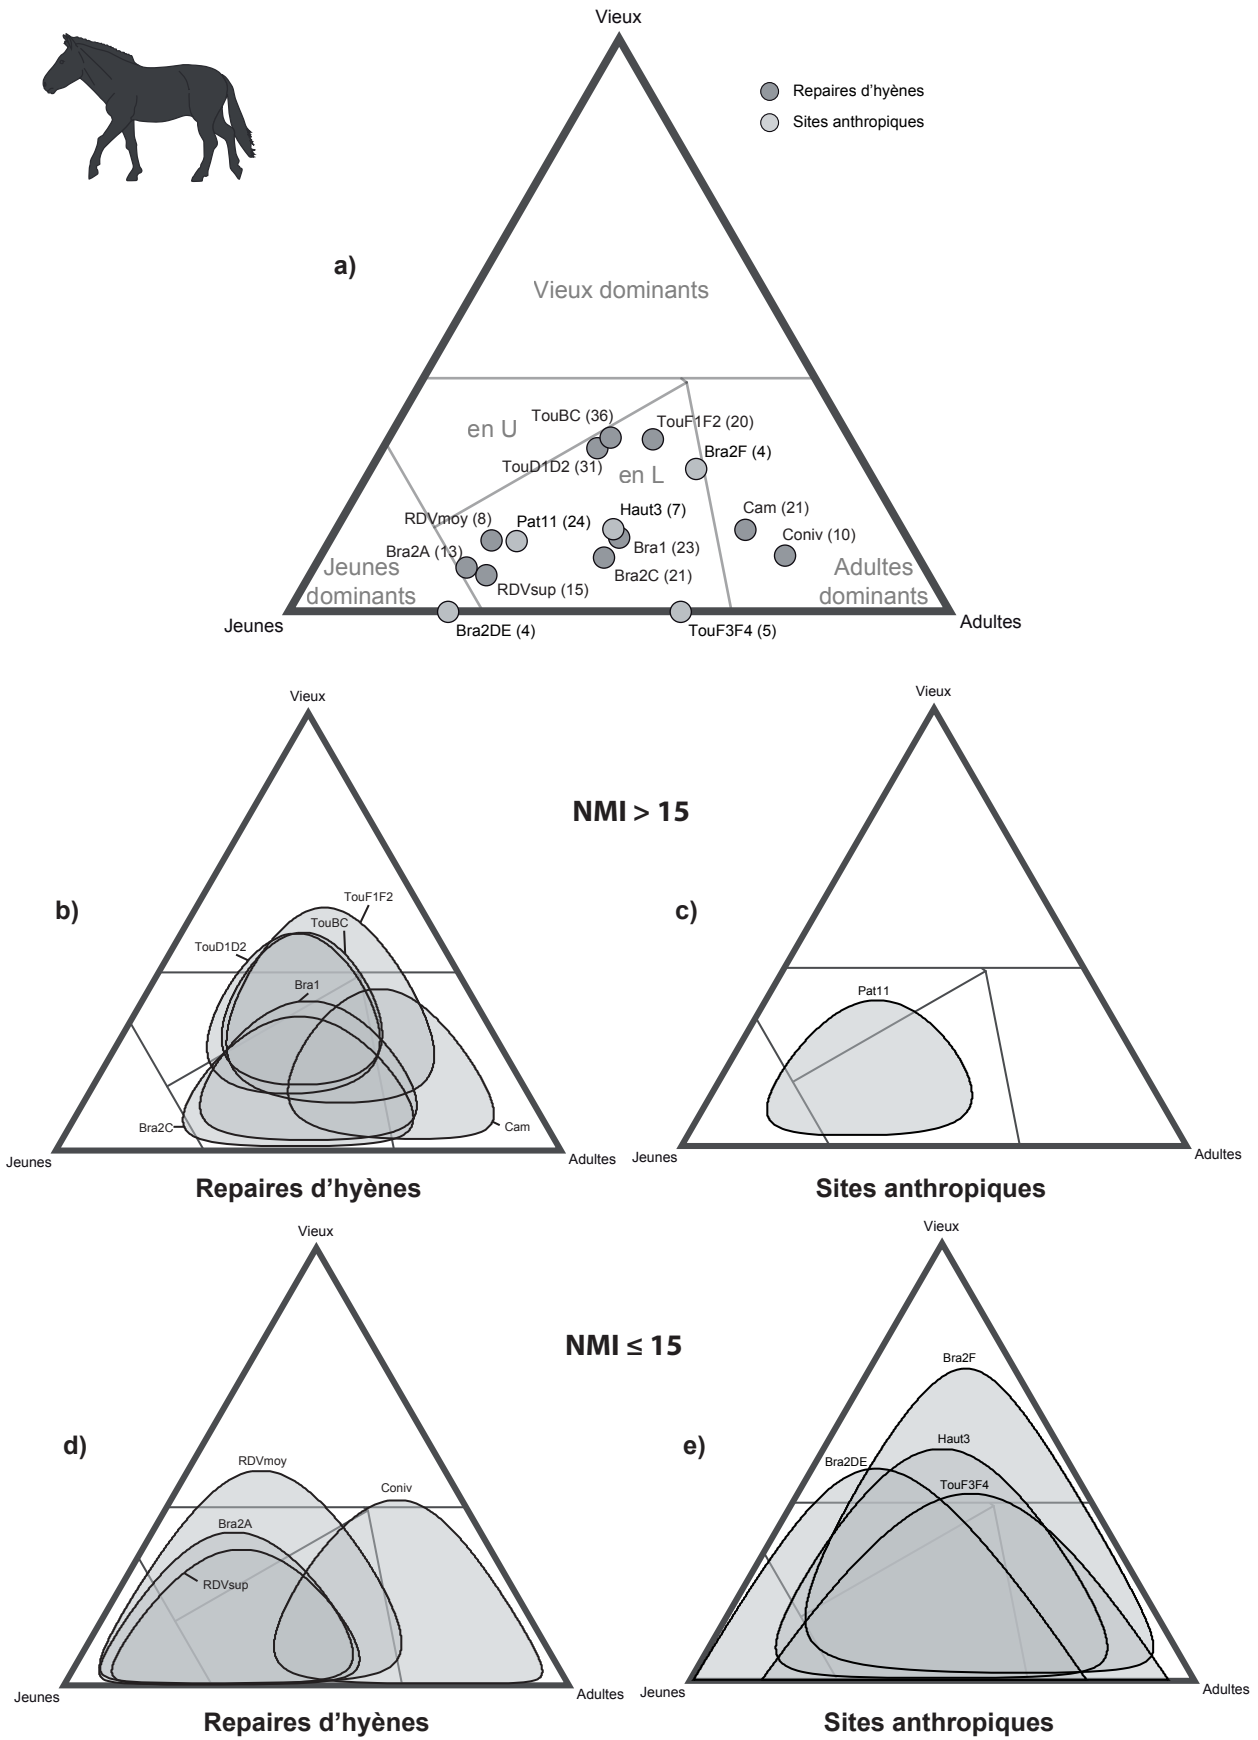 Vieux
Repaires d'hyènes
Sites anthropiques
a)
Vieux dominants
en U
TouBC (36)
TouF1F2 (20)
TouD1D2 (31)
Bra2F (4)
en L
RDVmoy (8)
Pat11 (24)
Haut3 (7)
Cam (21)
Coniv (10)
Bra2A (13)
Bra1 (23)
Bra2C (21)
RDVsup (15)
Jeunes
dominants
Adultes
dominants
Jeunes
Bra2DE (4)
TouF3F4 (5)
Adultes
Vieux
Vieux
NMI > 15
b)
TouF1F2
TouBC
TouD1D2
Bra1
Bra2C
Cam
Jeunes
Adultes
Repaires d'hyènes
c)
Pat11
Jeunes
Adultes
Sites anthropiques
Vieux
Vieux
NMI ≤ 15
d)
RDVmoy
Coniv
Bra2A
RDVsup
Jeunes
Adultes
Repaires d'hyènes
e)
Bra2F
Haut3
Bra2DE
TouF3F4
Jeunes
Adultes
Sites anthropiques